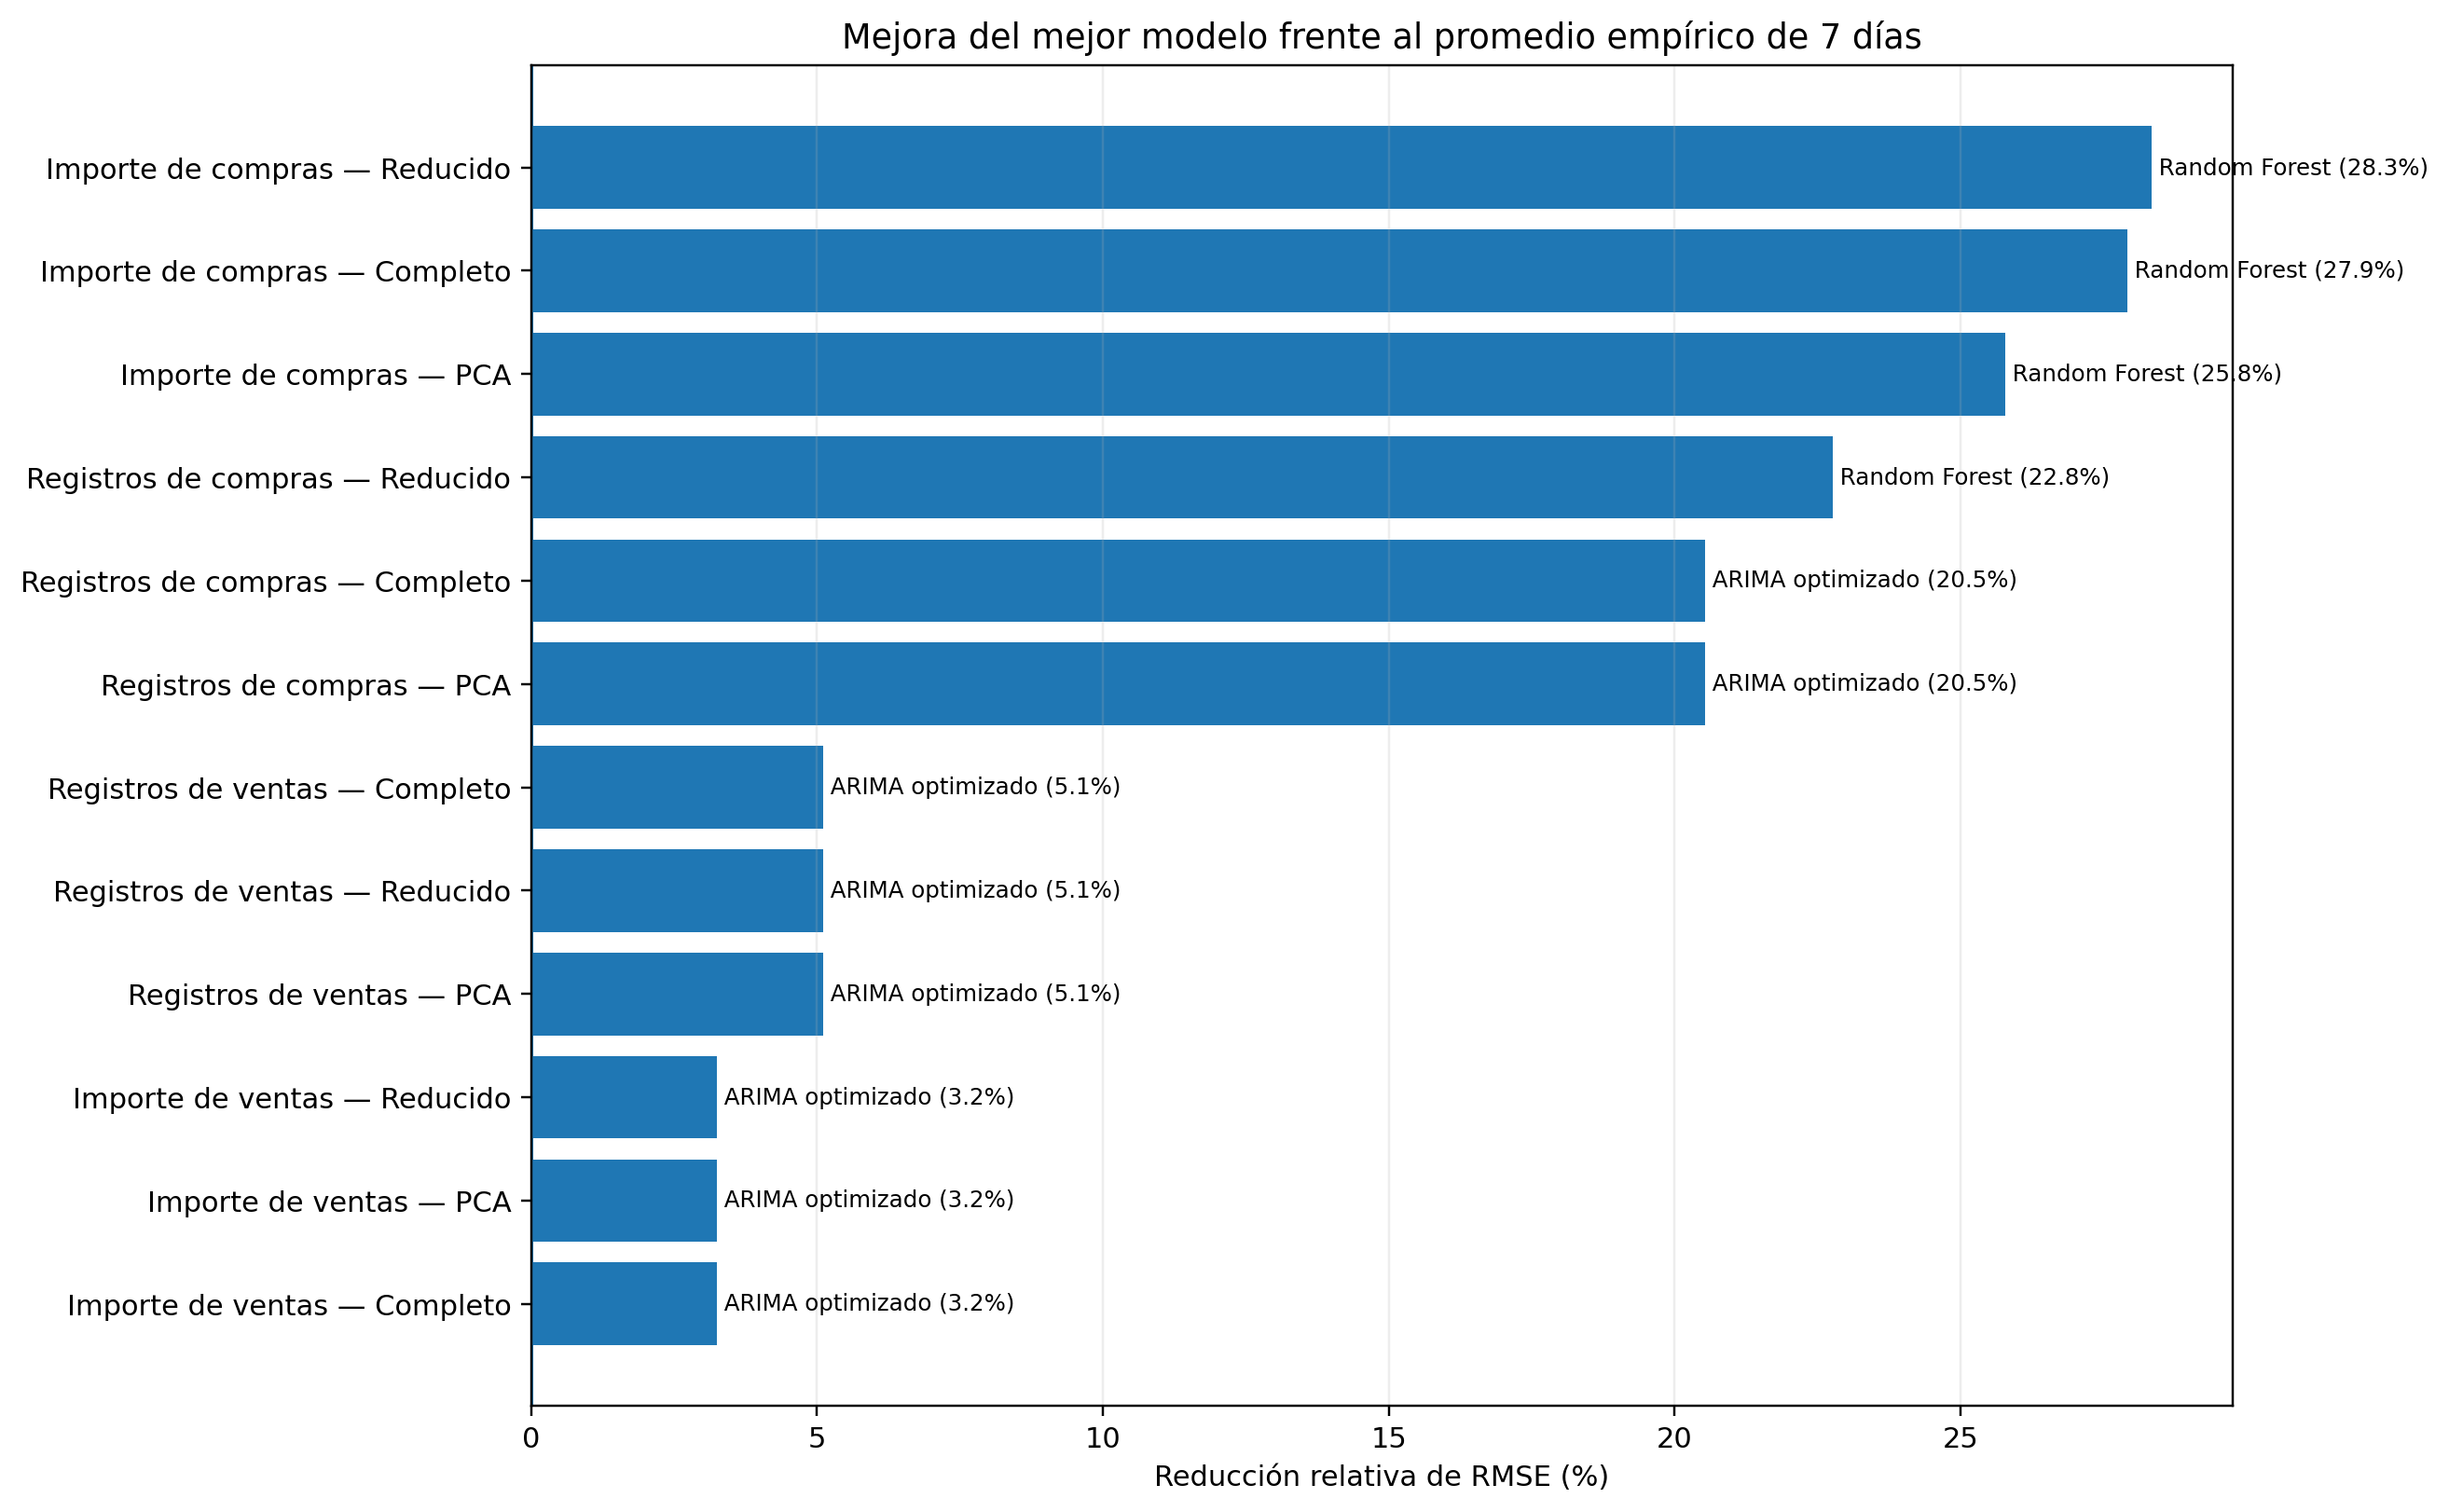 Mejora del mejor modelo frente al promedio empírico de 7 días
Importe de compras — Reducido
Random Forest (28.3%)
Importe de compras — Completo
Random Forest (27.9%)
Importe de compras — PCA
Random Forest (25.8%)
Registros de compras — Reducido
Random Forest (22.8%)
Registros de compras — Completo
ARIMA optimizado (20.5%)
Registros de compras — PCA
ARIMA optimizado (20.5%)
Registros de ventas — Completo
ARIMA optimizado (5.1%)
Registros de ventas — Reducido
ARIMA optimizado (5.1%)
Registros de ventas — PCA
ARIMA optimizado (5.1%)
Importe de ventas — Reducido
ARIMA optimizado (3.2%)
Importe de ventas — PCA
ARIMA optimizado (3.2%)
Importe de ventas — Completo
ARIMA optimizado (3.2%)
0 5 10 15 20 25
Reducción relativa de RMSE (%)